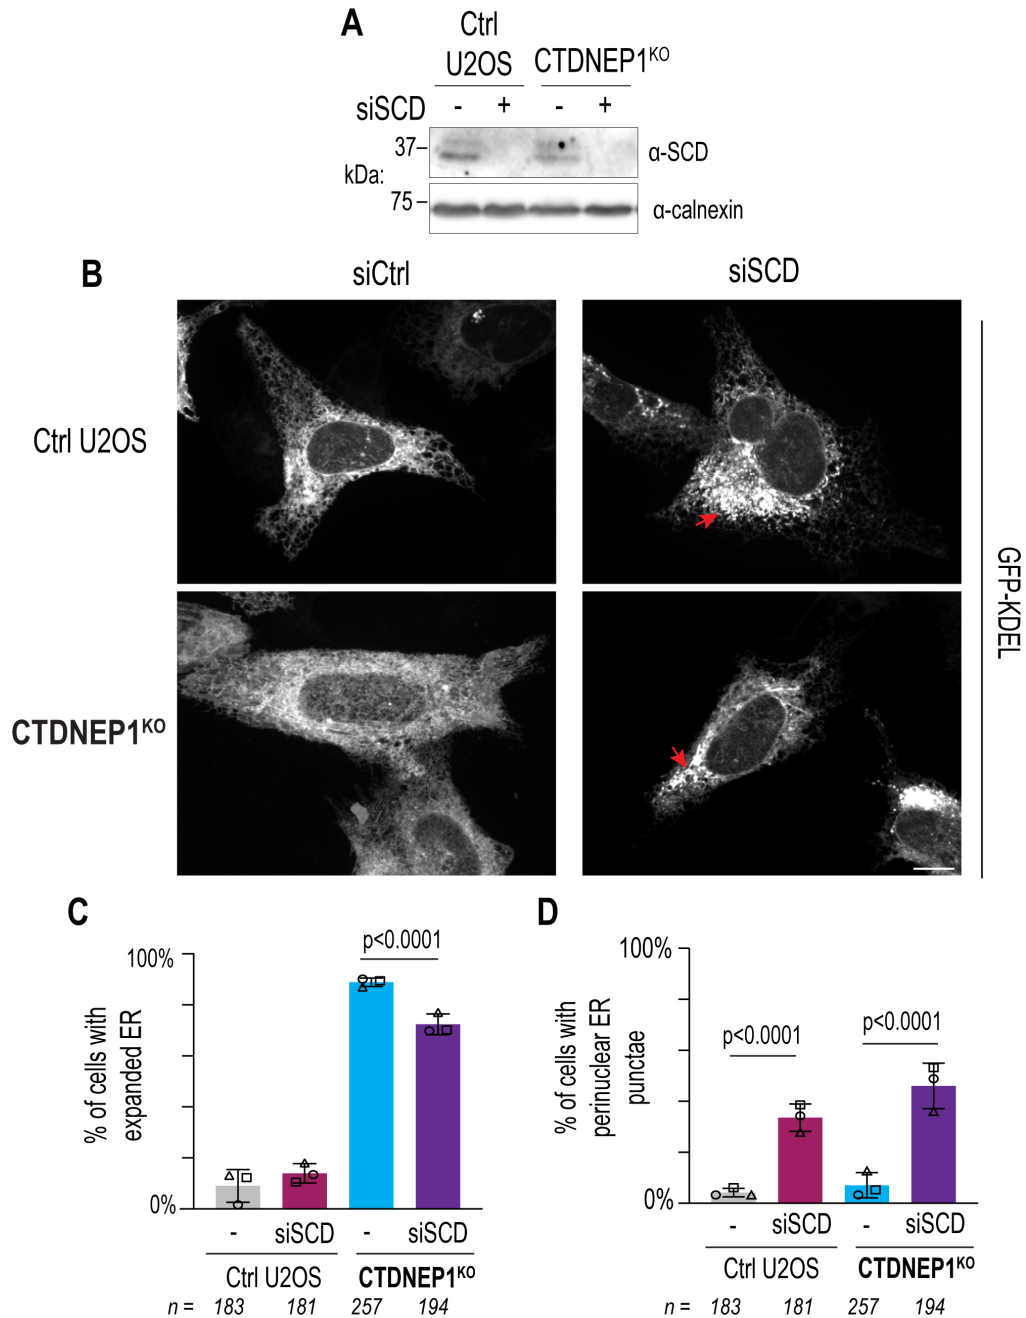 A
Ctrl
U2OS
CTDNEP1KO
siSCD - + - +
37
α-SCD
kDa:
75
α-calnexin
B
siCtrl
siSCD
Ctrl U2OS
CTDNEP1KO
GFP-KDEL
C
% of cells with
expanded ER
100%
0%
p<0.0001
- siSCD - siSCD
Ctrl U2OS
CTDNEP1KO
n = 183 181 257 194
D
% of cells with
perinuclear ER
punctae
100%
0%
p<0.0001
p<0.0001
- siSCD - siSCD
Ctrl U2OS
CTDNEP1KO
n = 183 181 257 194